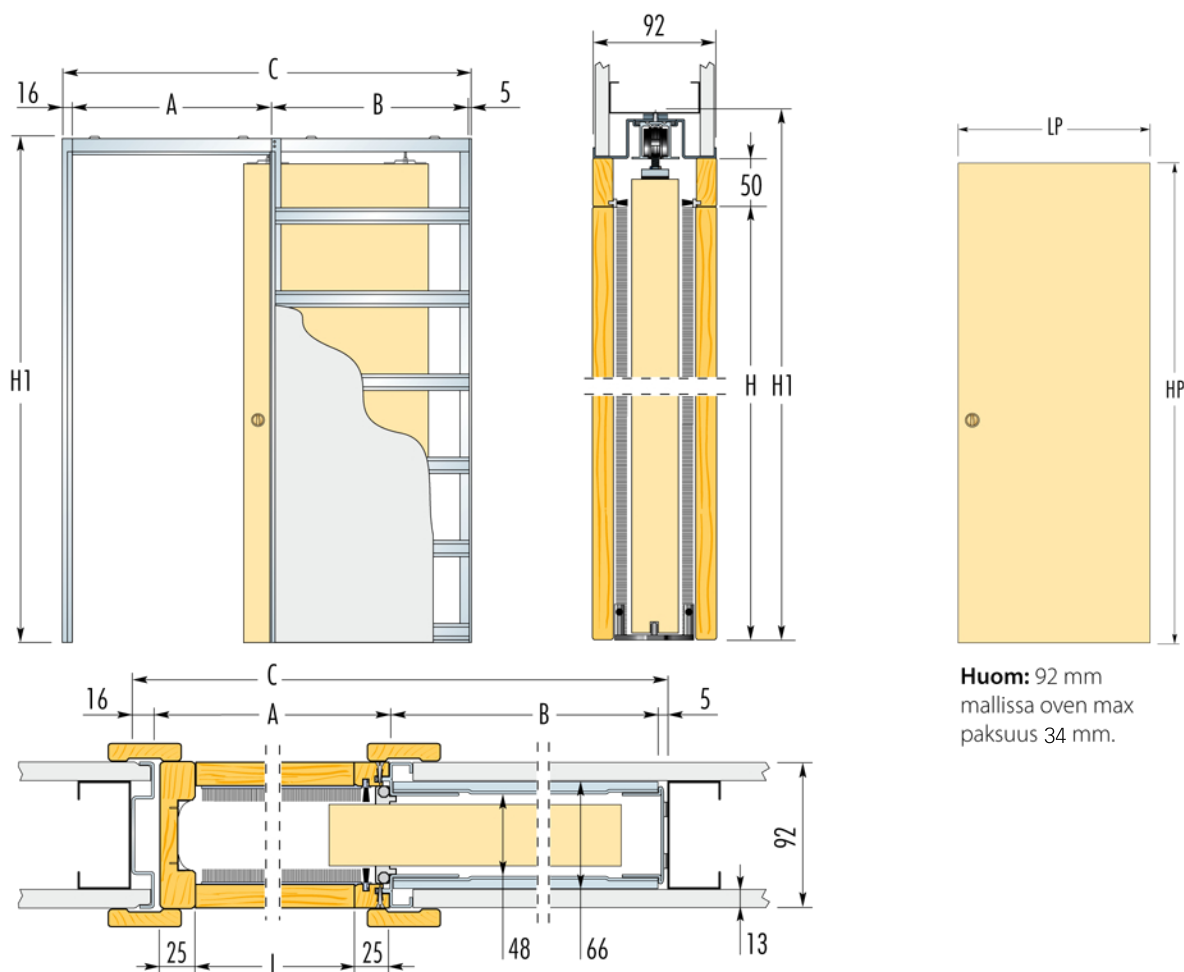 C
16
A
B
5
H1
92
50
H
H1
LP
HP
Huom: 92 mm
mallissa oven max
paksuus 34 mm.
C
16
A
B
5
92
25
L
25
48
66
13